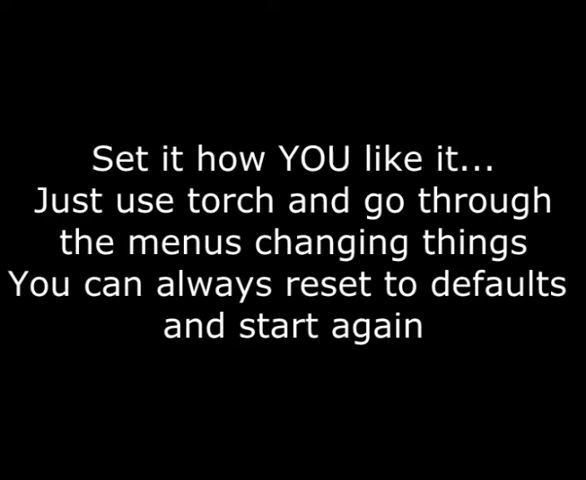 Set it how YOU like it...
Just use torch and go through
the menus changing things
You can always reset to defaults
and start again